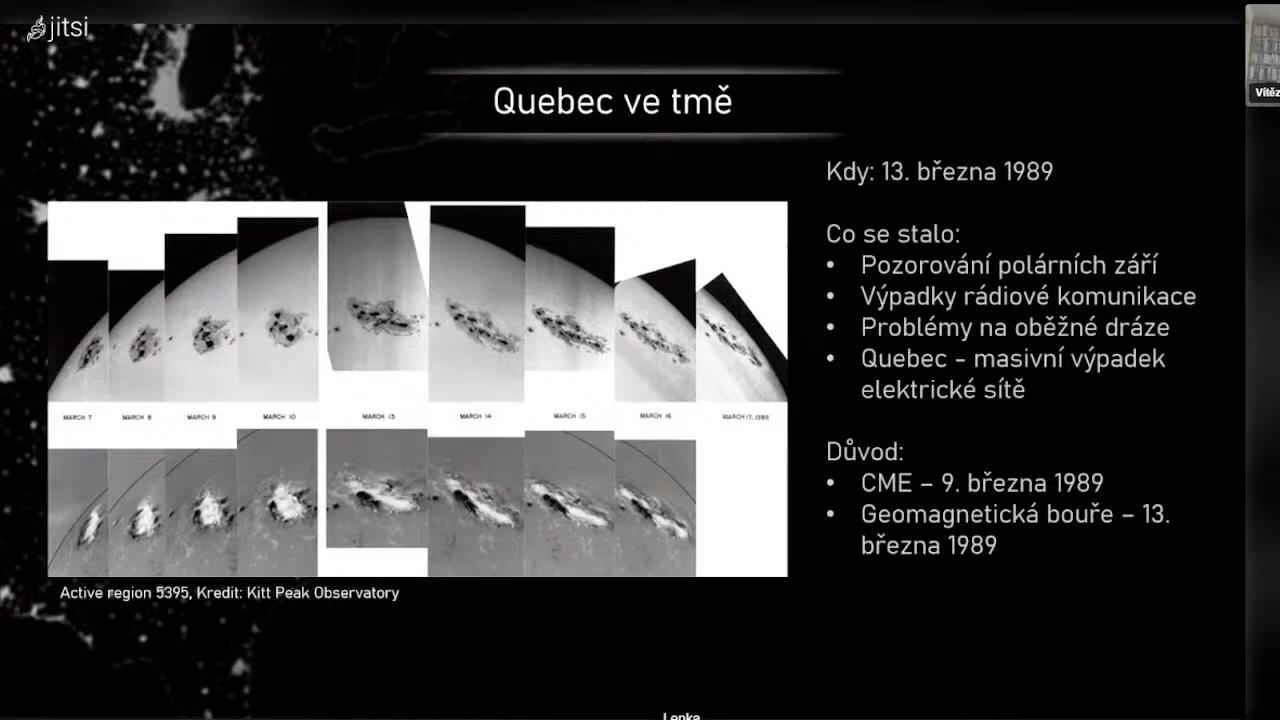 jitsi
Quebec ve tmě
Vítěz
Kdy: 13. března 1989
Co se stalo:
• Pozorování polárních září
• Výpadky rádiové komunikace
• Problémy na oběžné dráze
• Quebec - masivní výpadek
elektrické sítě
Důvod:
• CME – 9. března 1989
• Geomagnetická bouře – 13.
března 1989
MARCH 7 MARCH 8 MARCH 9 MARCH 10 MARCH 13 MARCH 14 MARCH 15 MARCH 16 MARCH 17, 1989
Active region 5395, Kredit: Kitt Peak Observatory
Lenka